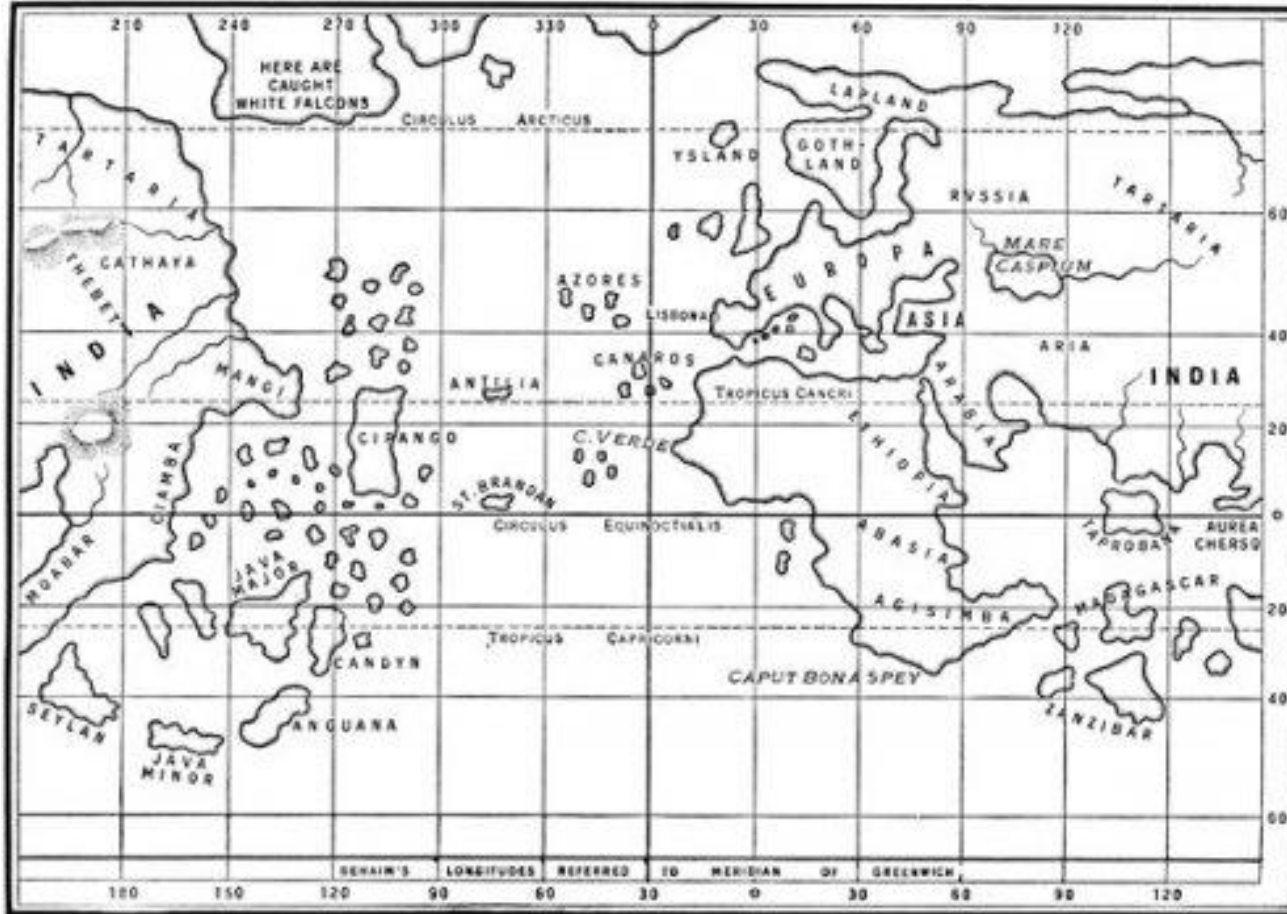 210 240 270 300 330 0 30 60 90 120
HERE ARE
CAUGHT
WHITE FALCONS
CIRCULUS ARCTICUS
LAPLAND
TARTARIA
YSLAND
GOTH-
LAND
RVSSIA
TARTARIA
60
CATHAYA
THEBET
MARE
CASPIUM
EUROPA
AZORES
LISBONA
ASIA
40
INDIA
MANGI
CANAROS
ARIA
ANTILIA
INDIA
TROPICUS CANCRI
ARABIA
CIPANGO
C. VERDE
ETHIOPIA
20
CIAMBA
ST. BRANDAN
CIRCULUS EQUINOCTIALIS
0
TAPROBANA
AUREA
CHERSO
ABASIA
MOABAR
JAVA
MAJOR
MADAGASCAR
AGISIMBA
20
TROPICUS CAPRICORNI
CANDYN
CAPUT BONA SPEY
40
SEYLAN
ANGUANA
ZANZIBAR
JAVA
MINOR
60
BEHAIM'S LONGITUDES REFERRED TO MERIDIAN OF GREENWICH
180 150 120 90 60 30 0 30 60 90 120